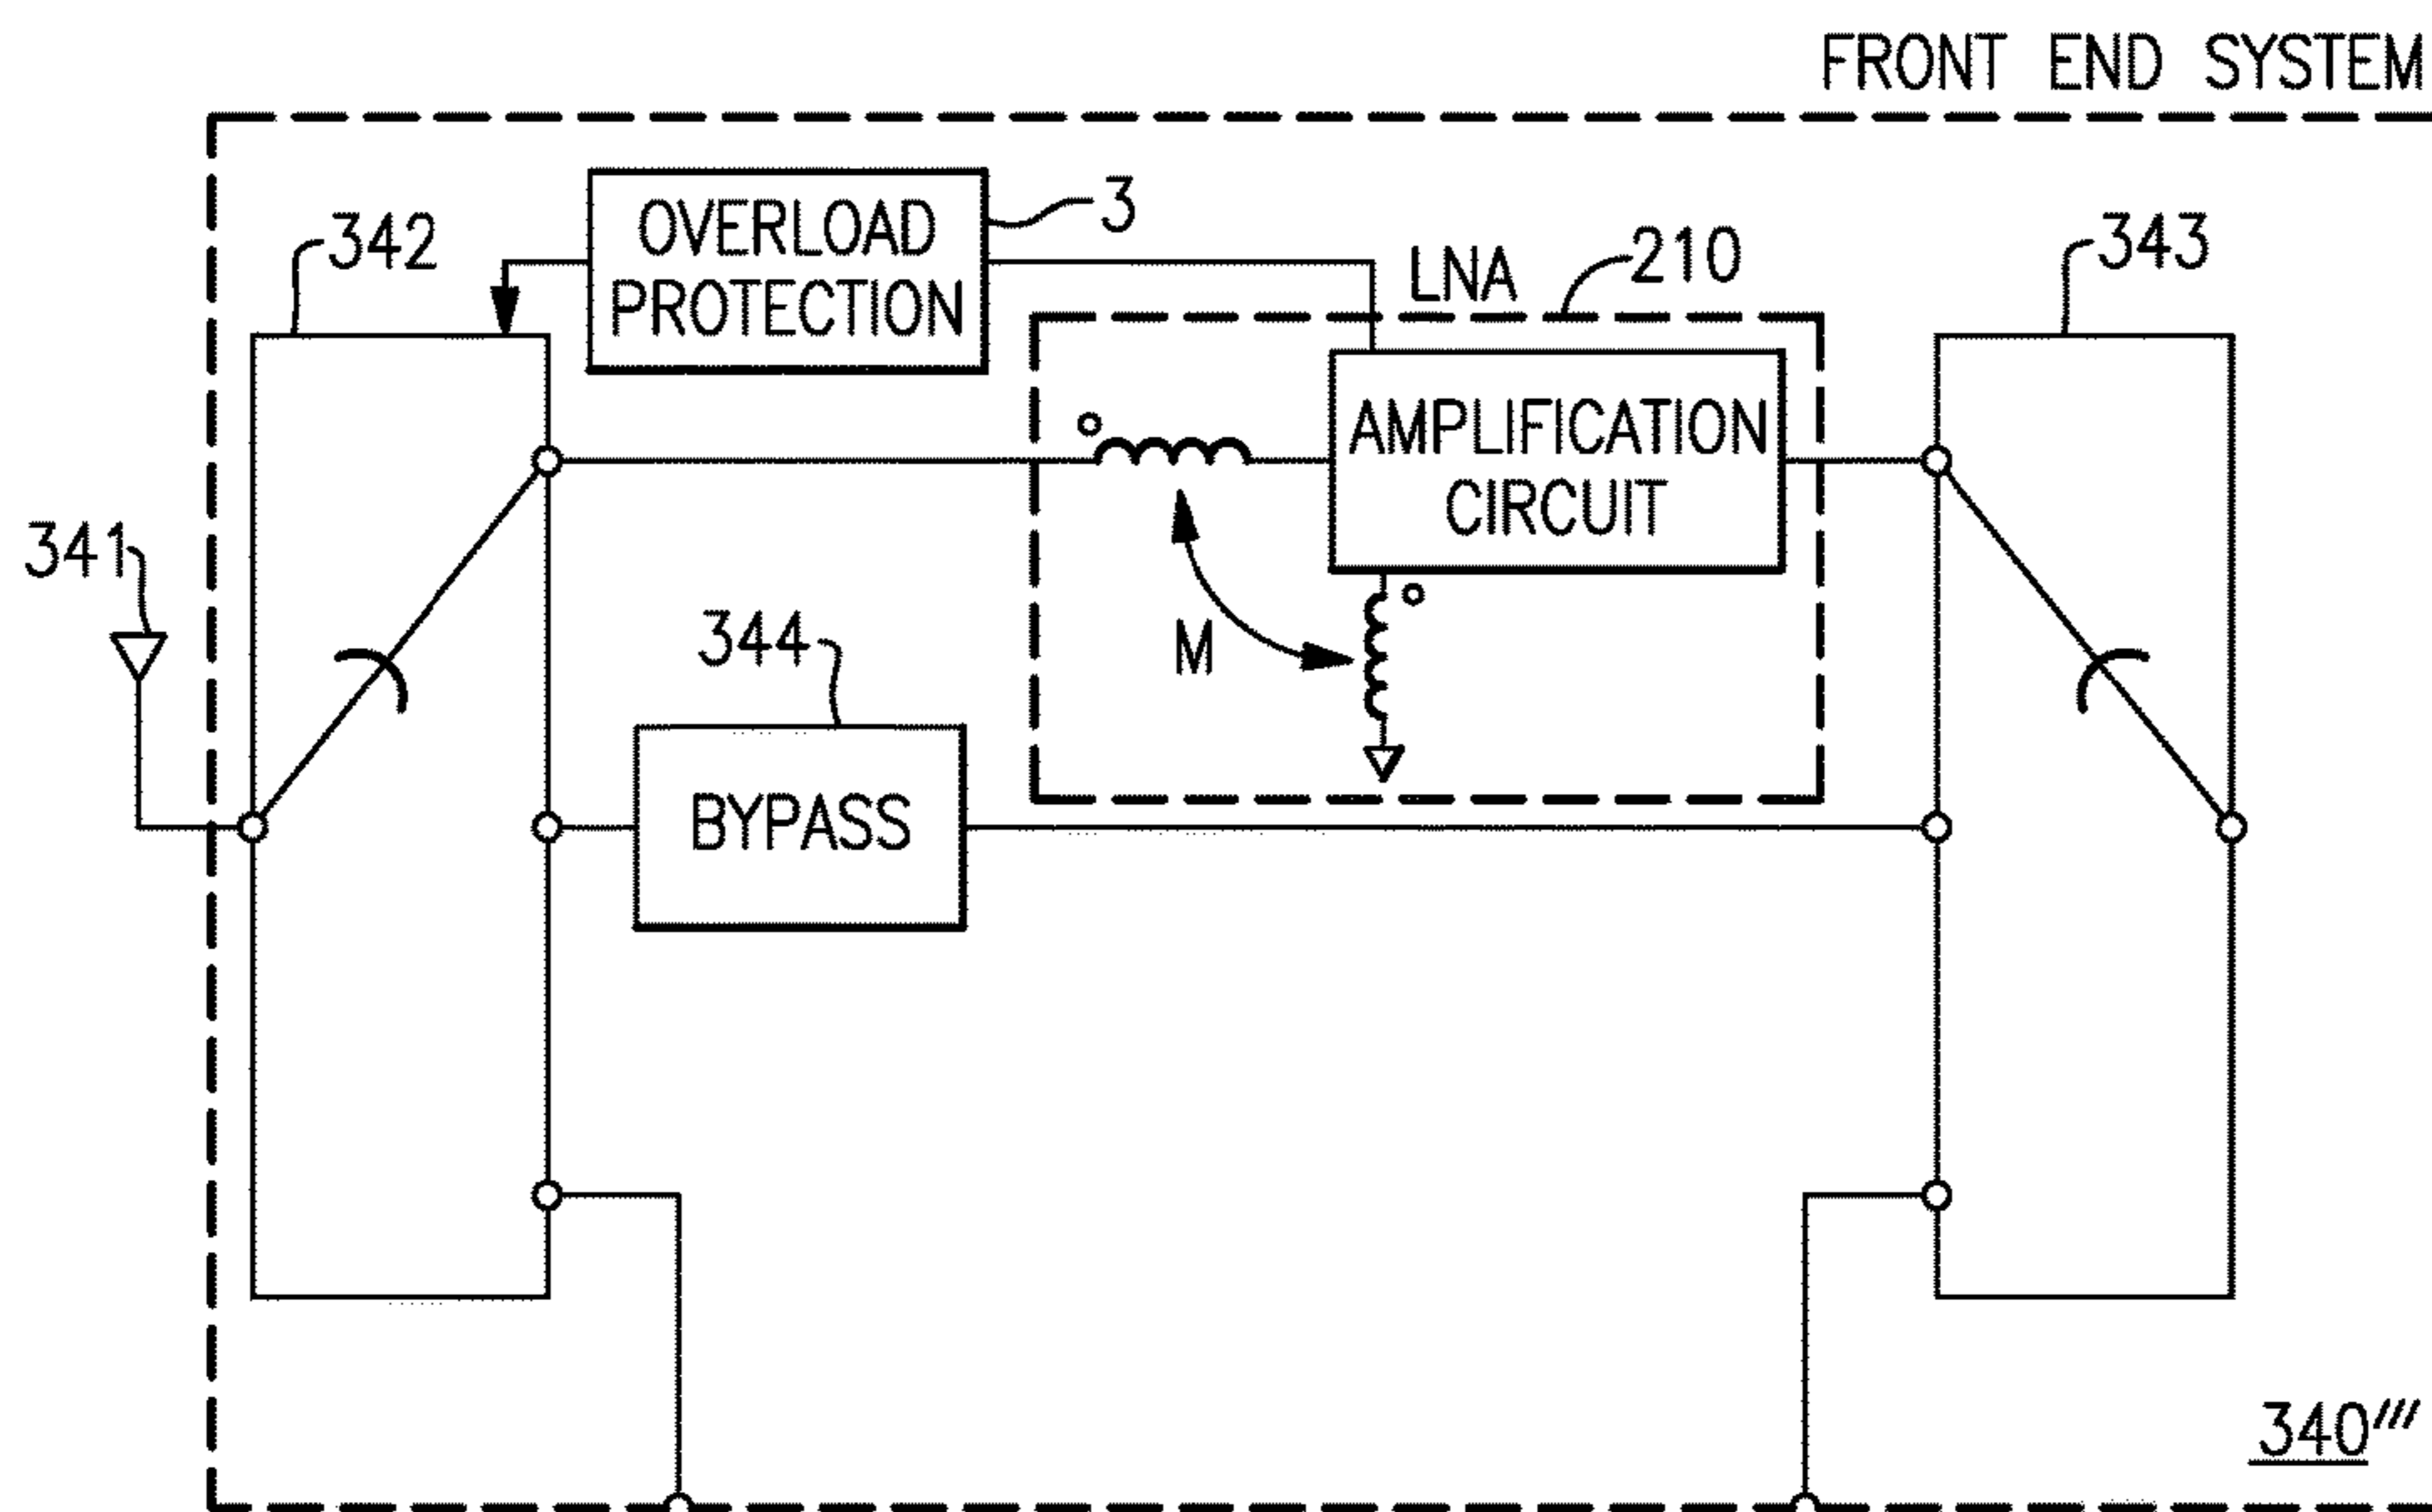 FRONT END SYSTEM
OVERLOAD
PROTECTION
3
342
LNA
210
343
AMPLIFICATION
CIRCUIT
341
344
M
BYPASS
340'''